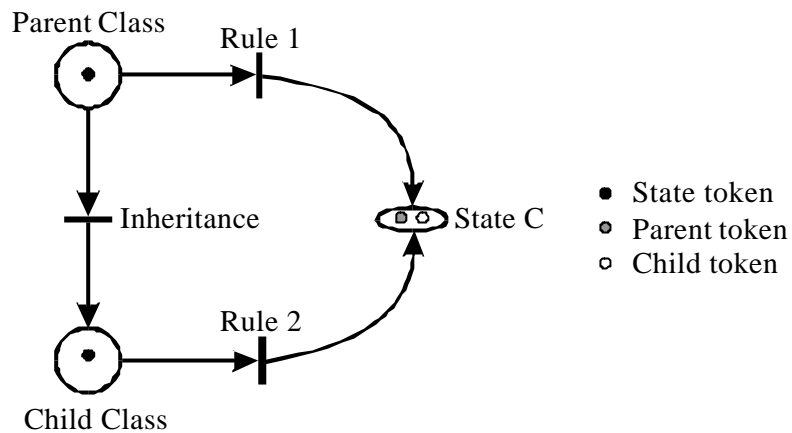 Parent Class
Rule 1
Inheritance
State C
State token
Parent token
Child token
Rule 2
Child Class